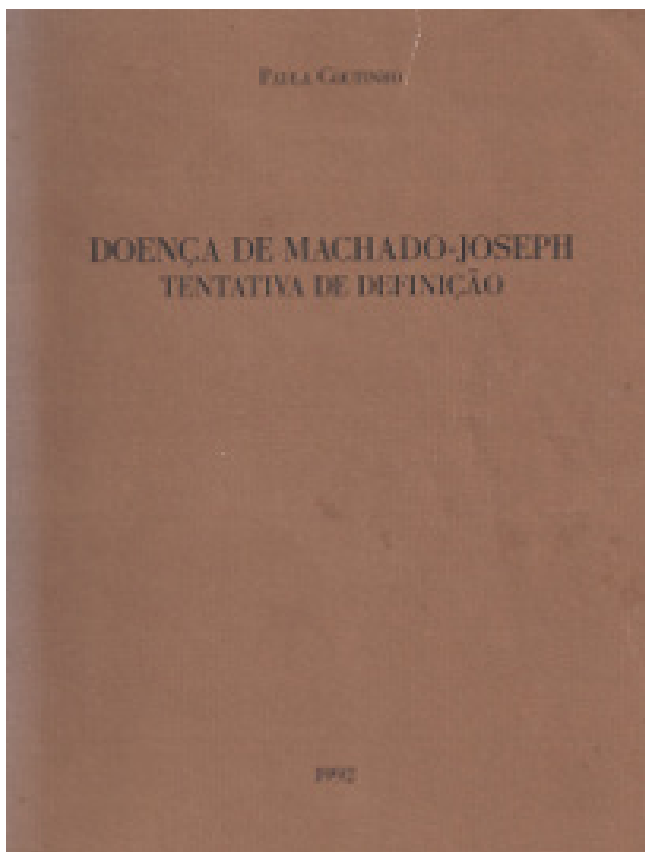 PAULA COUTINHO
DOENÇA DE MACHADO-JOSEPH
TENTATIVA DE DEFINIÇÃO
1992